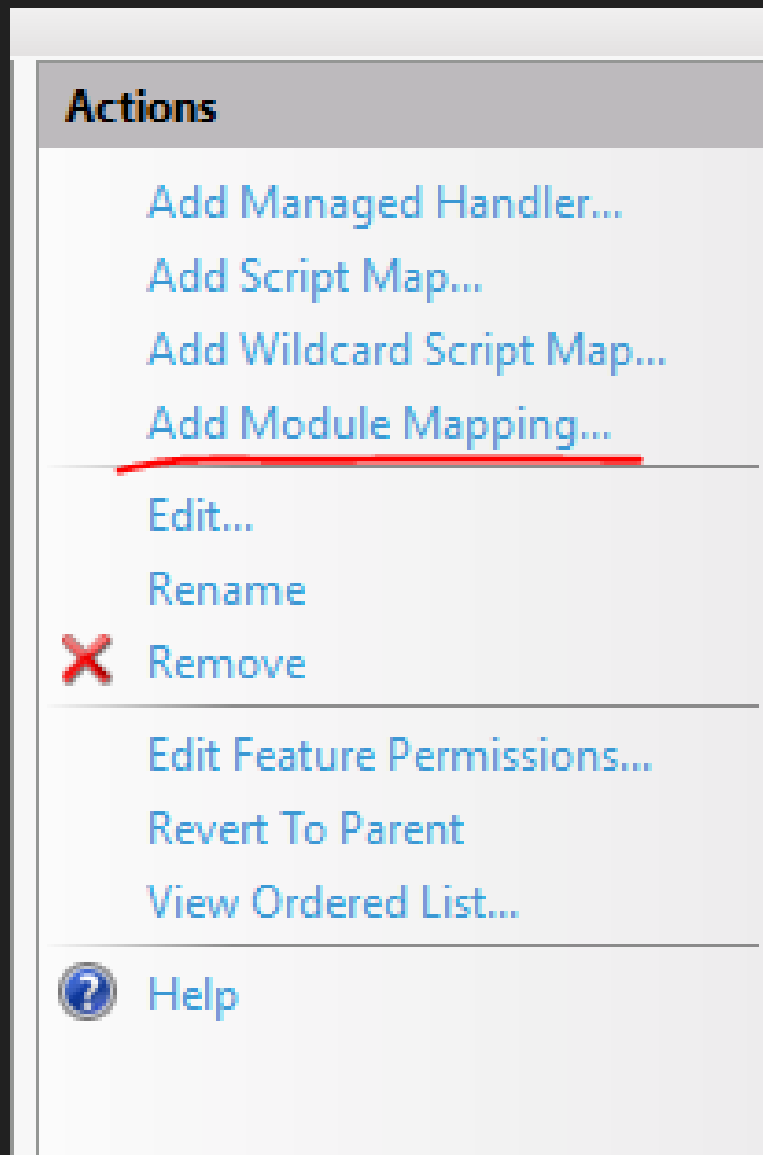 Actions
Add Managed Handler...
Add Script Map...
Add Wildcard Script Map...
Add Module Mapping...
Edit...
Rename
Remove
Edit Feature Permissions...
Revert To Parent
View Ordered List...
Help